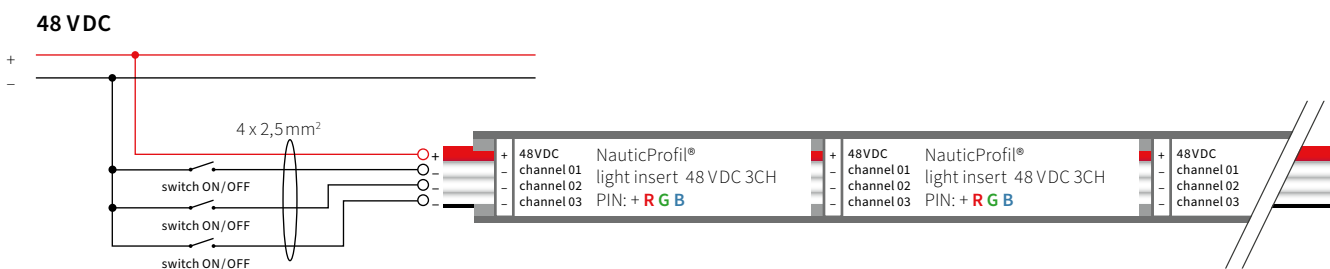 48 VDC
+
–
4 x 2,5 mm²
switch ON/OFF
switch ON/OFF
switch ON/OFF
+
–
–
–
+ 48VDC
– channel 01
– channel 02
– channel 03
NauticProfil®
light insert 48 VDC 3CH
PIN: + R G B
+ 48VDC
– channel 01
– channel 02
– channel 03
NauticProfil®
light insert 48 VDC 3CH
PIN: + R G B
+ 48VDC
– channel 01
– channel 02
– channel 03